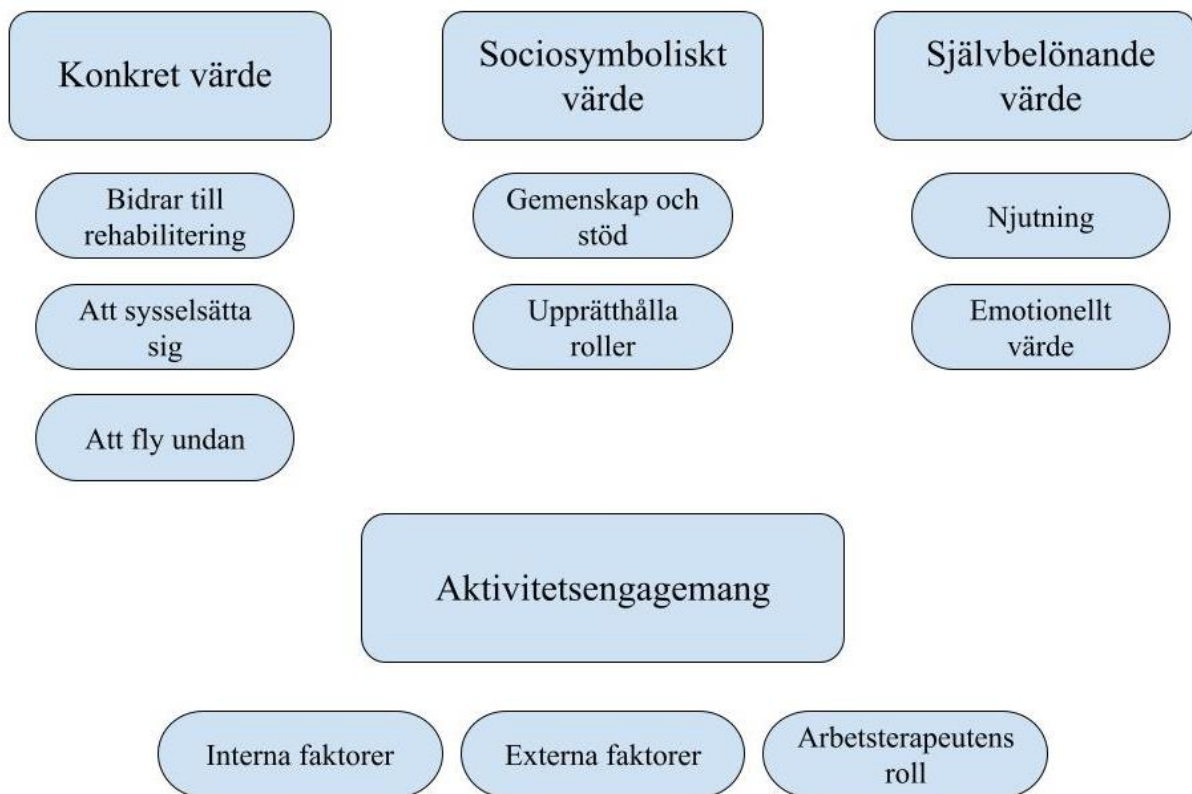 Konkret värde
Sociosymboliskt
värde
Självbelönande
värde
Bidrar till
rehabilitering
Gemenskap och
stöd
Njutning
Att sysselsätta
sig
Upprätthålla
roller
Emotionellt
värde
Att fly undan
Aktivitetsengagemang
Interna faktorer
Externa faktorer
Arbetsterapeutens
roll